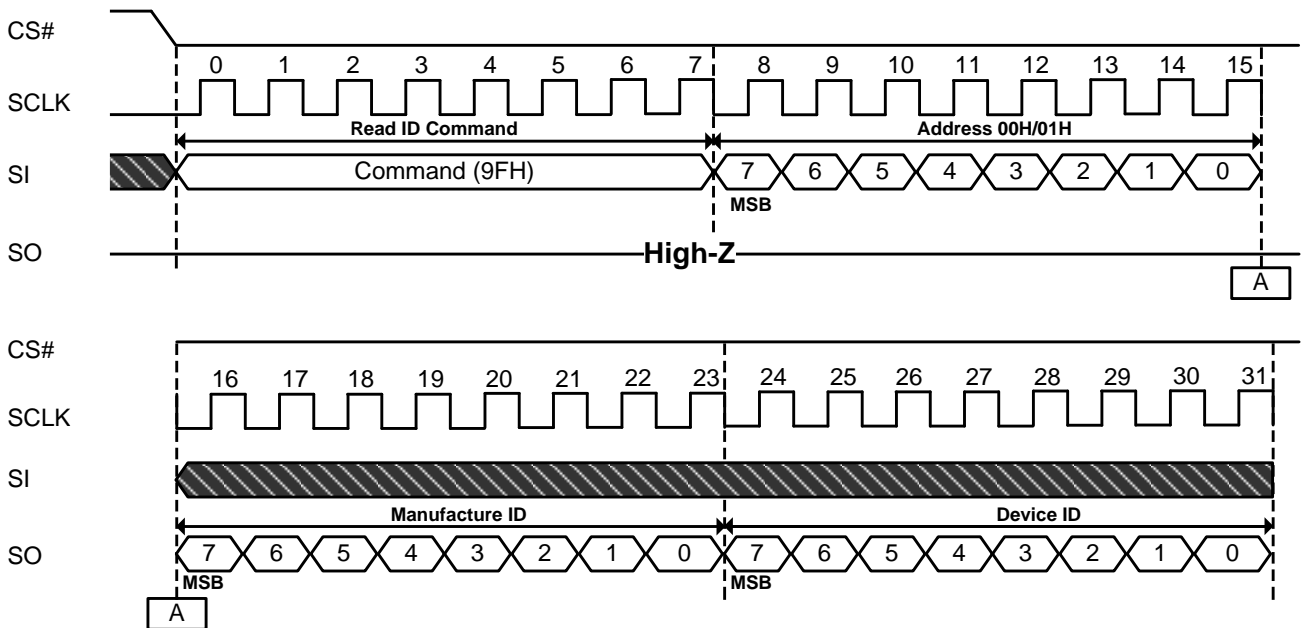 CS#
0 1 2 3 4 5 6 7 8 9 10 11 12 13 14 15
SCLK
Read ID Command Address 00H/01H
SI Command (9FH) 7 6 5 4 3 2 1 0
MSB
SO High-Z
A
CS#
16 17 18 19 20 21 22 23 24 25 26 27 28 29 30 31
SCLK
SI
Manufacture ID Device ID
SO 7 6 5 4 3 2 1 0 7 6 5 4 3 2 1 0
MSB MSB
A